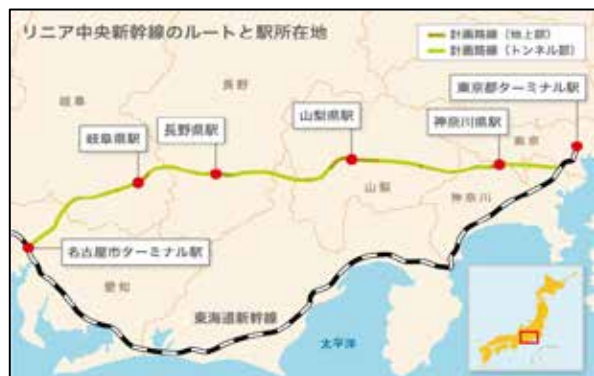 リニア中央新幹線のルートと駅所在地
計画路線（地上部）
計画路線（トンネル部）
東京都ターミナル駅
長野
岐阜
山梨県駅
神奈川県駅
長野県駅
岐阜県駅
東京
山梨
神奈川
名古屋市ターミナル駅
愛知
東海道新幹線
太平洋